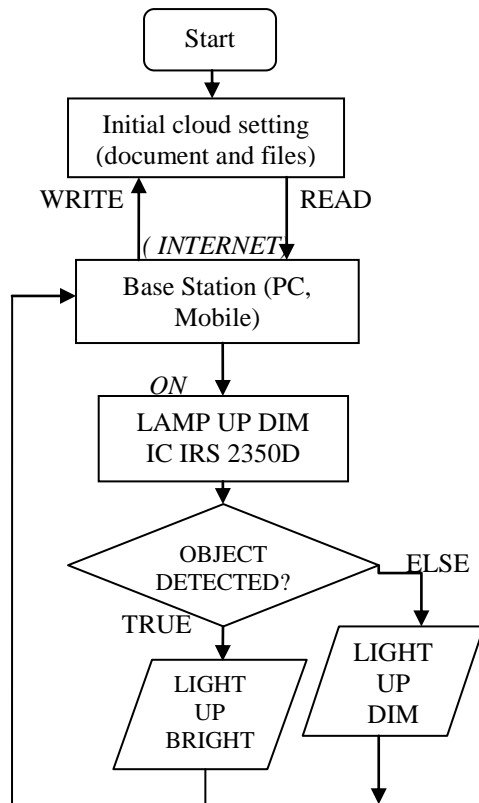 Start
Initial cloud setting
(document and files)
WRITE
READ
( INTERNET)
Base Station (PC,
Mobile)
ON
LAMP UP DIM
IC IRS 2350D
OBJECT
DETECTED?
ELSE
TRUE
LIGHT
UP
BRIGHT
LIGHT
UP
DIM